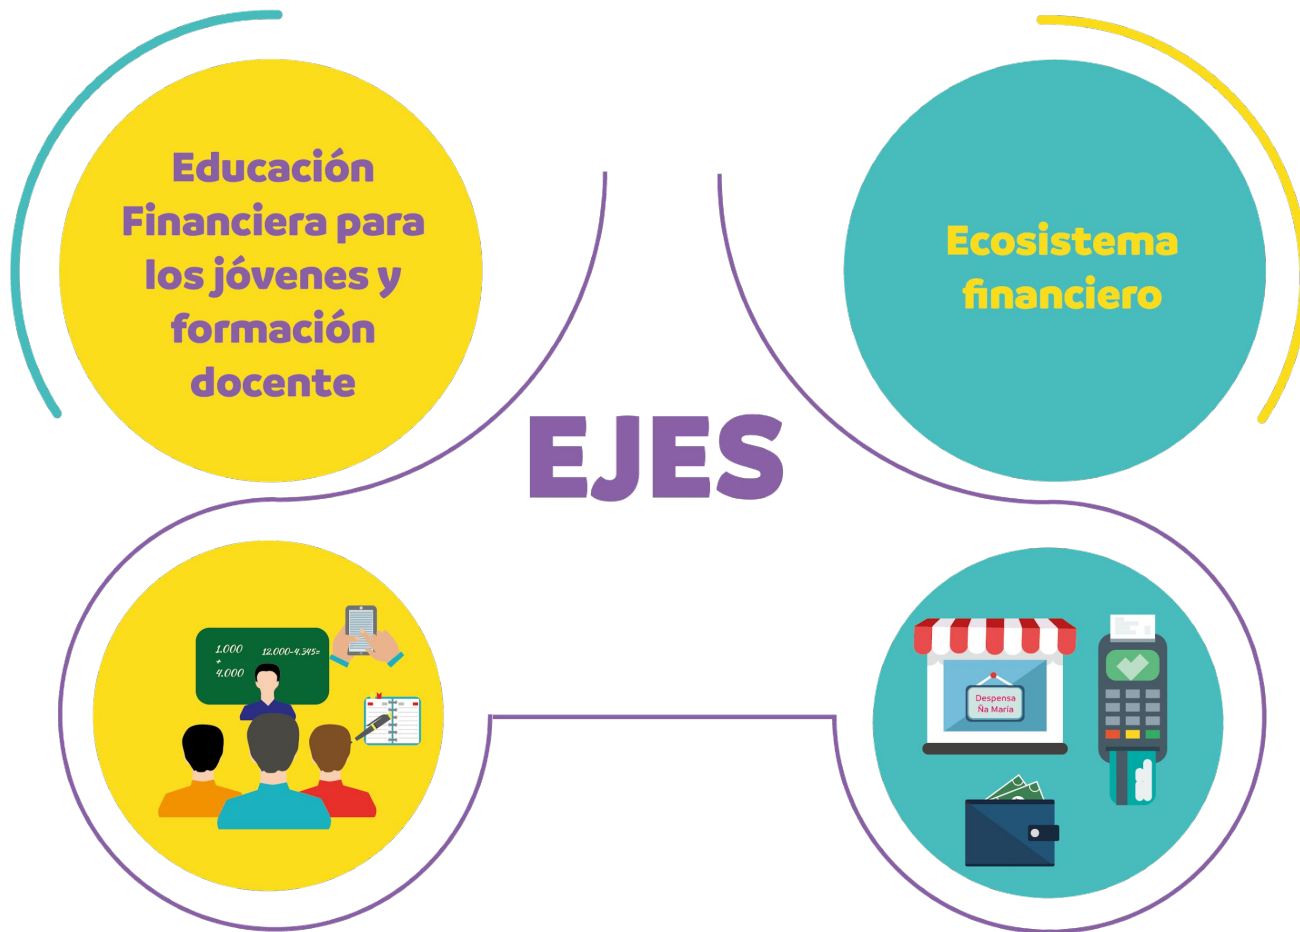 Educación
Financiera para
los jóvenes y
formación
docente
Ecosistema
financiero
EJES
1.000
+
4.000
12.000-4.345=
Despensa
Ña María